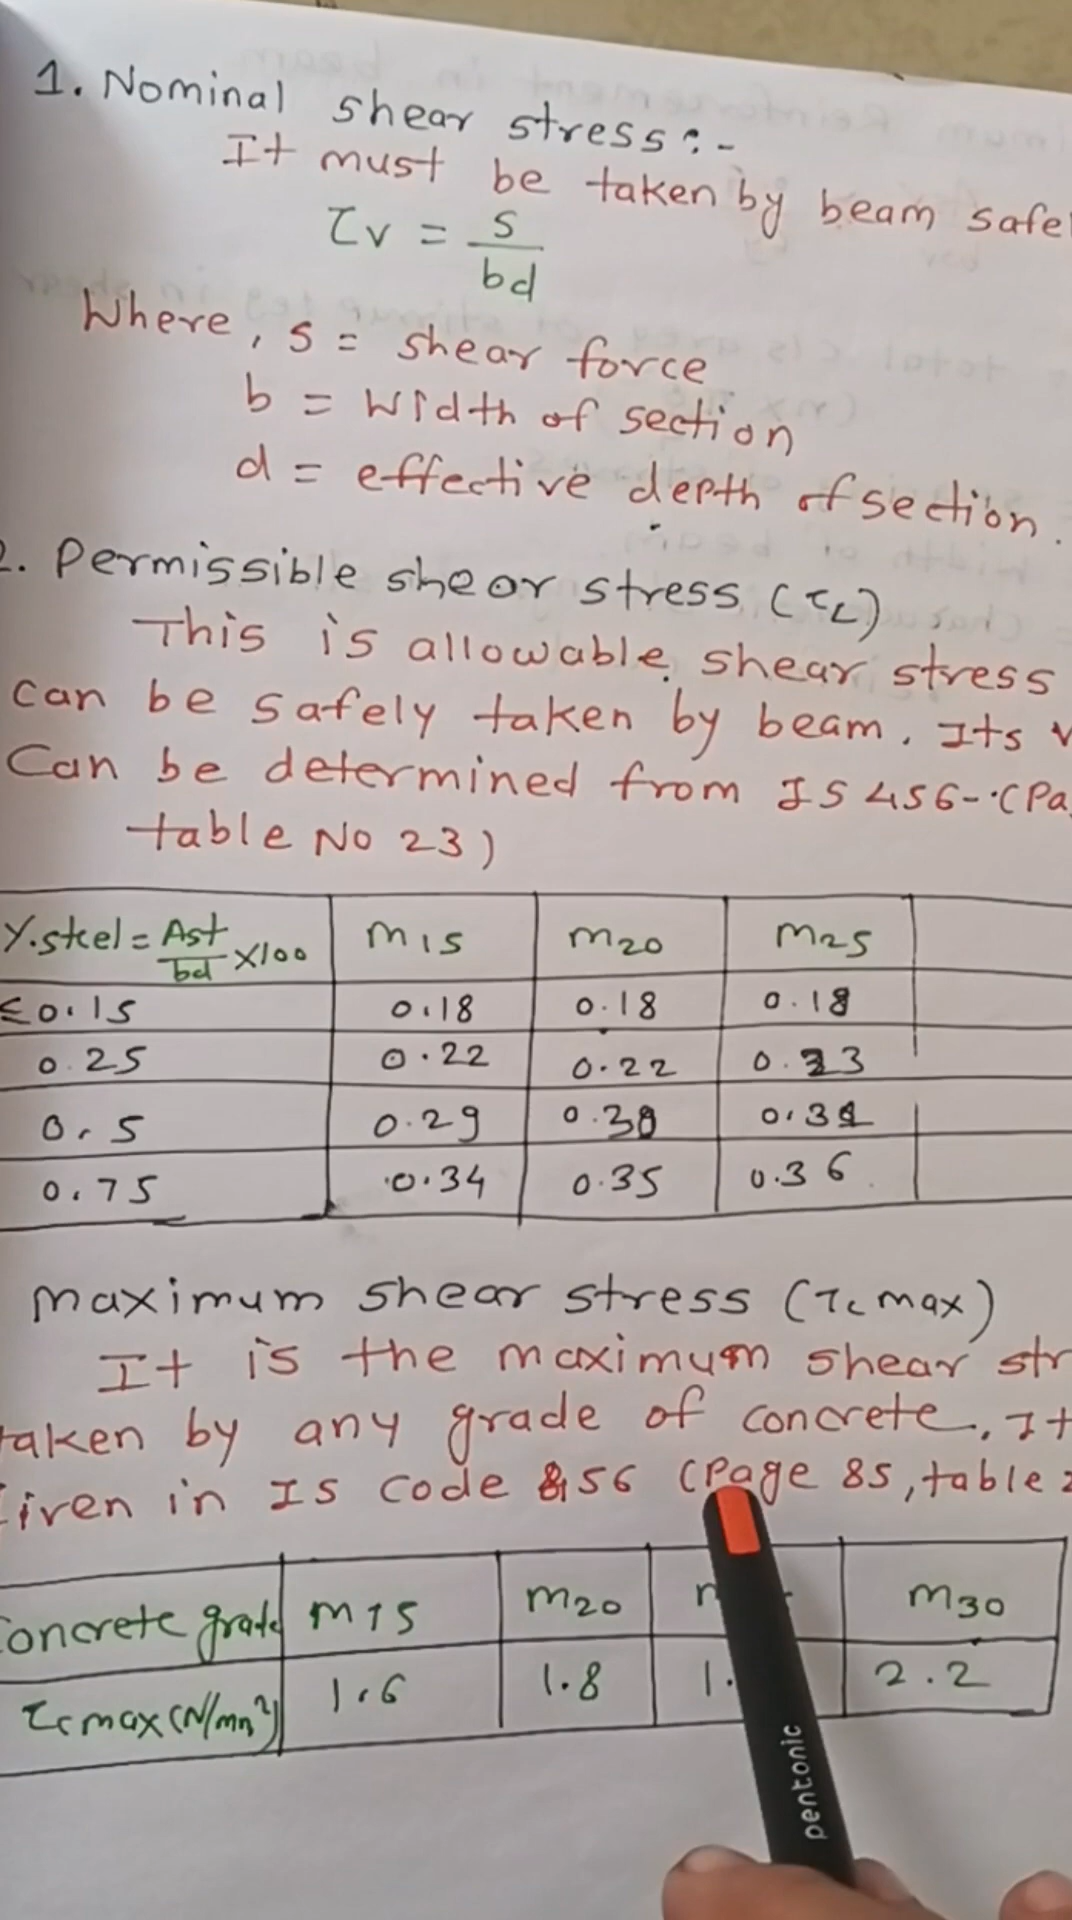 1. Nominal shear stress:-
It must be taken by beam safe
τv = s/bd
Where, s = shear force
b = width of section
d = effective depth of section.
2. Permissible shear stress (τc)
This is allowable shear stress
can be safely taken by beam. Its
Can be determined from IS 456-(Pa
table No 23)
%.steel = Ast/bd ×100 M15 M20 M25
≤0.15 0.18 0.18 0.18
0.25 0.22 0.22 0.23
0.5 0.29 0.30
0.75 0.34 0.35 0.36
Maximum shear stress (τc max)
It is the maximum shear str
taken by any grade of concrete. It
Given in IS code 456 (Page 85, table 2
Concrete grade M15 M20 M30
τc max (N/mm²) 1.6 1.8 1. 2.2
pentonic